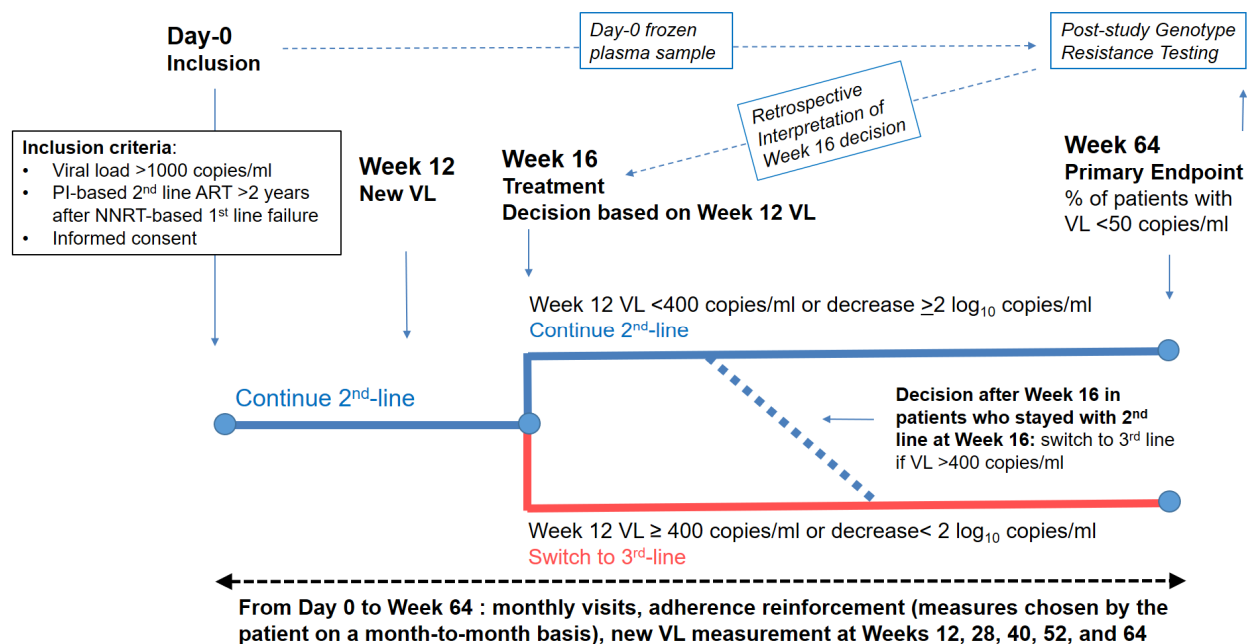 Day-0
Inclusion
Day-0 frozen
plasma sample
Post-study Genotype
Resistance Testing
Retrospective
Interpretation of
Week 16 decision
Inclusion criteria:
• Viral load >1000 copies/ml
• PI-based 2nd line ART >2 years
after NNRT-based 1st line failure
• Informed consent
Week 12
New VL
Week 16
Treatment
Decision based on Week 12 VL
Week 64
Primary Endpoint
% of patients with
VL <50 copies/ml
Week 12 VL <400 copies/ml or decrease ≥2 log10 copies/ml
Continue 2nd-line
Continue 2nd-line
Decision after Week 16 in
patients who stayed with 2nd
line at Week 16: switch to 3rd line
if VL >400 copies/ml
Week 12 VL ≥ 400 copies/ml or decrease< 2 log10 copies/ml
Switch to 3rd-line
From Day 0 to Week 64 : monthly visits, adherence reinforcement (measures chosen by the
patient on a month-to-month basis), new VL measurement at Weeks 12, 28, 40, 52, and 64